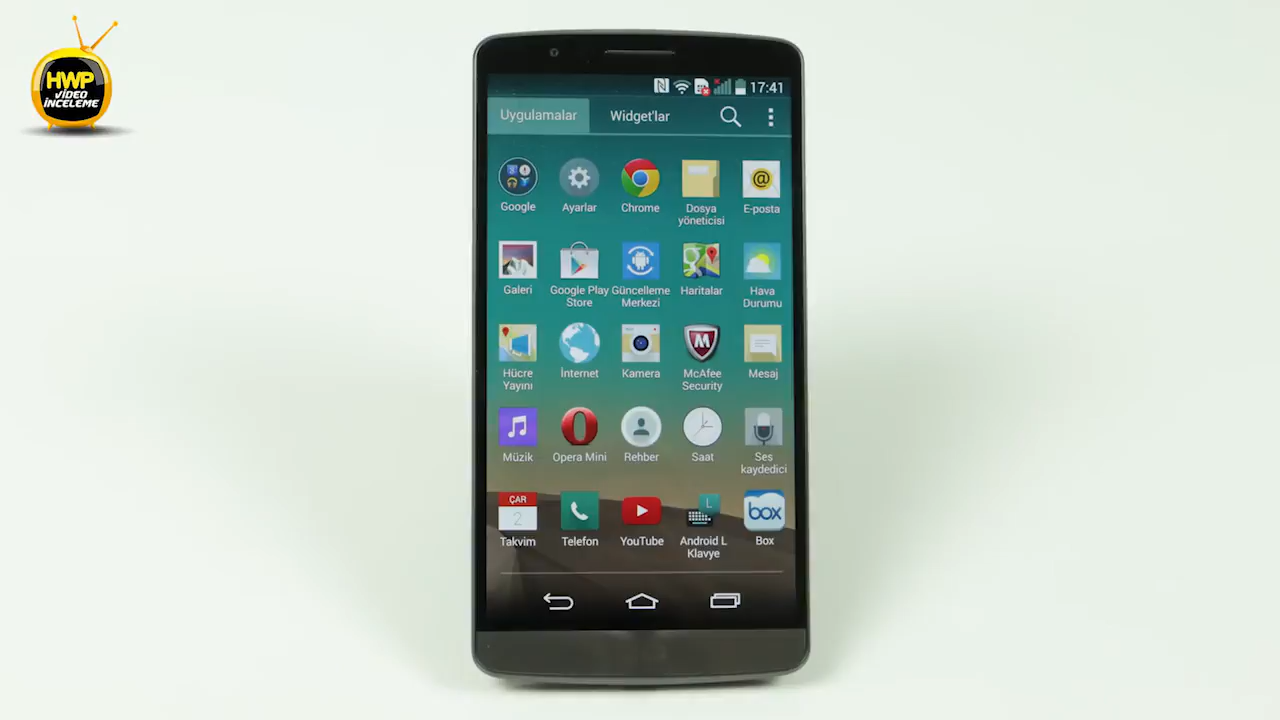 HWP
VİDEO
İNCELEME
17:41
Uygulamalar
Widget'lar
Google
Ayarlar
Chrome
Dosya
yöneticisi
@
E-posta
Galeri
Google Play
Store
Güncelleme
Merkezi
Haritalar
Hava
Durumu
Hücre
Yayını
İnternet
Kamera
M
McAfee
Security
Mesaj
Müzik
Opera Mini
Rehber
Saat
Ses
kaydedici
ÇAR
2
Takvim
Telefon
YouTube
L
Android L
Klavye
box
Box